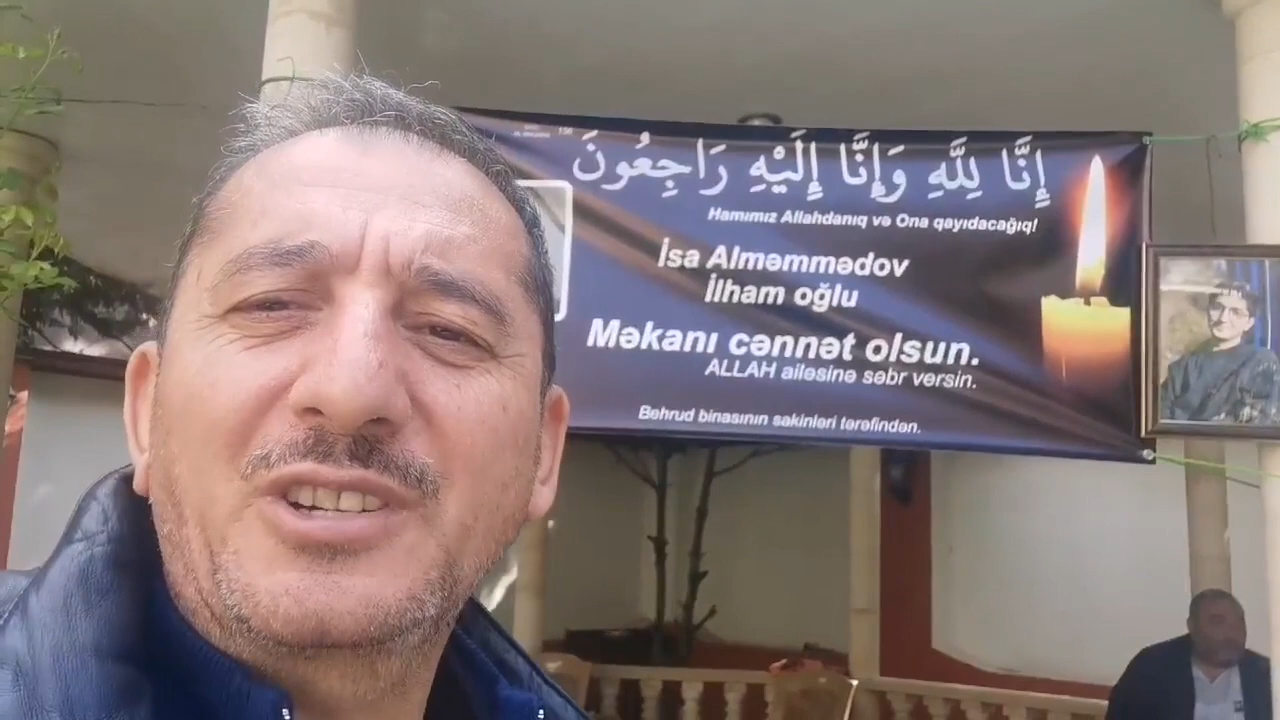 إِنَّا لِلَّهِ وَإِنَّا إِلَيْهِ رَاجِعُونَ
Hamımız Allahdanıq və Ona qayıdacağıq!
İsa Alməmmədov
İlham oğlu
Məkanı cənnət olsun.
ALLAH ailəsinə səbr versin.
Behrud binasının sakinləri tərəfindən.